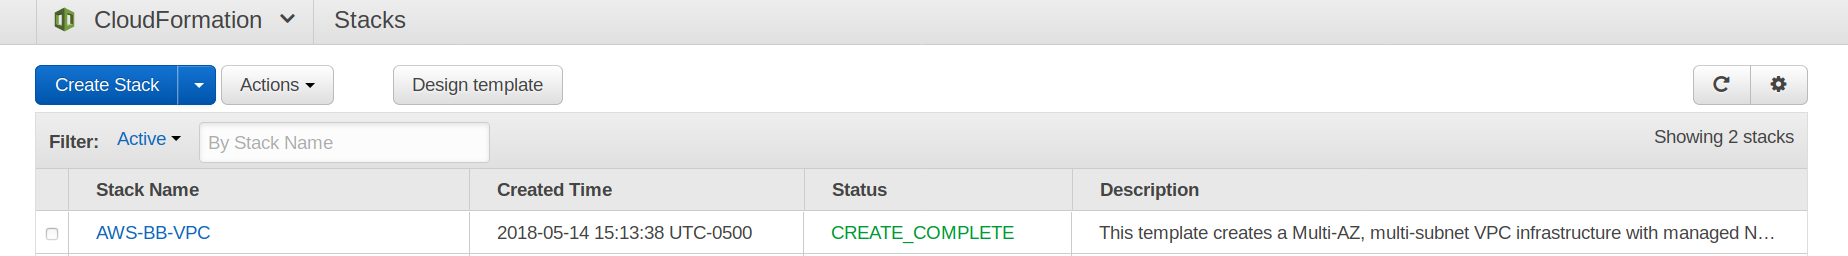 CloudFormation Stacks
Create Stack Actions Design template
Filter: Active By Stack Name Showing 2 stacks
Stack Name Created Time Status Description
AWS-BB-VPC 2018-05-14 15:13:38 UTC-0500 CREATE_COMPLETE This template creates a Multi-AZ, multi-subnet VPC infrastructure with managed N…